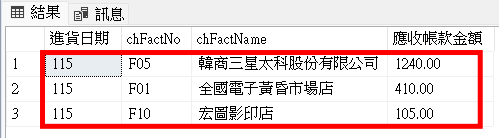 結果 訊息
進貨日期 chFactNo chFactName 應收帳款金額
1 115 F05 韓商三星太科股份有限公司 1240.00
2 115 F01 全國電子黃昏市場店 410.00
3 115 F10 宏圖影印店 105.00